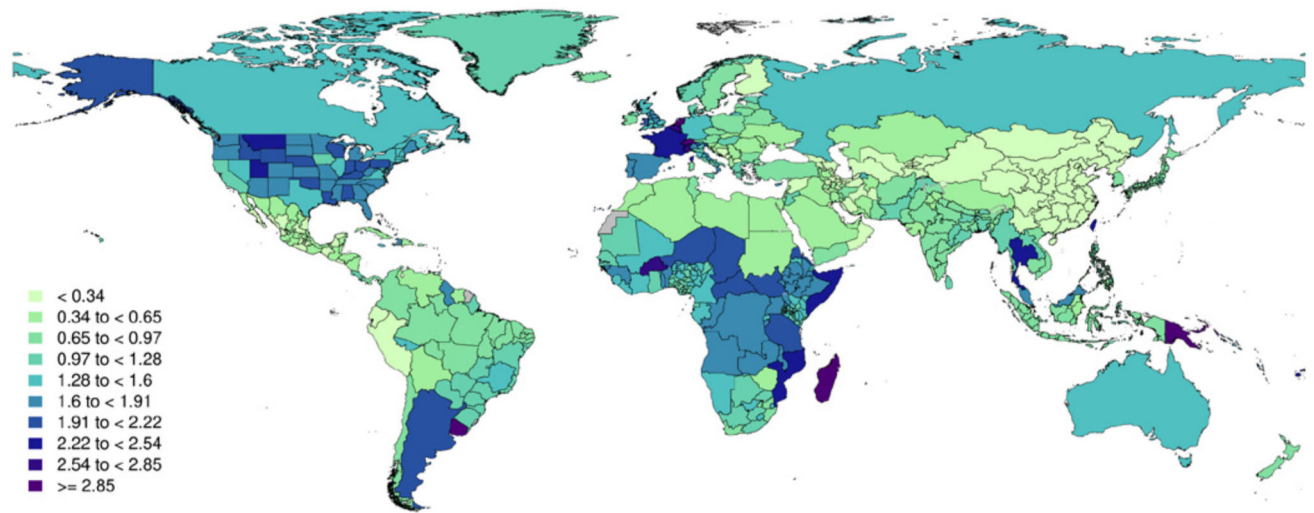 < 0.34
0.34 to < 0.65
0.65 to < 0.97
0.97 to < 1.28
1.28 to < 1.6
1.6 to < 1.91
1.91 to < 2.22
2.22 to < 2.54
2.54 to < 2.85
>= 2.85